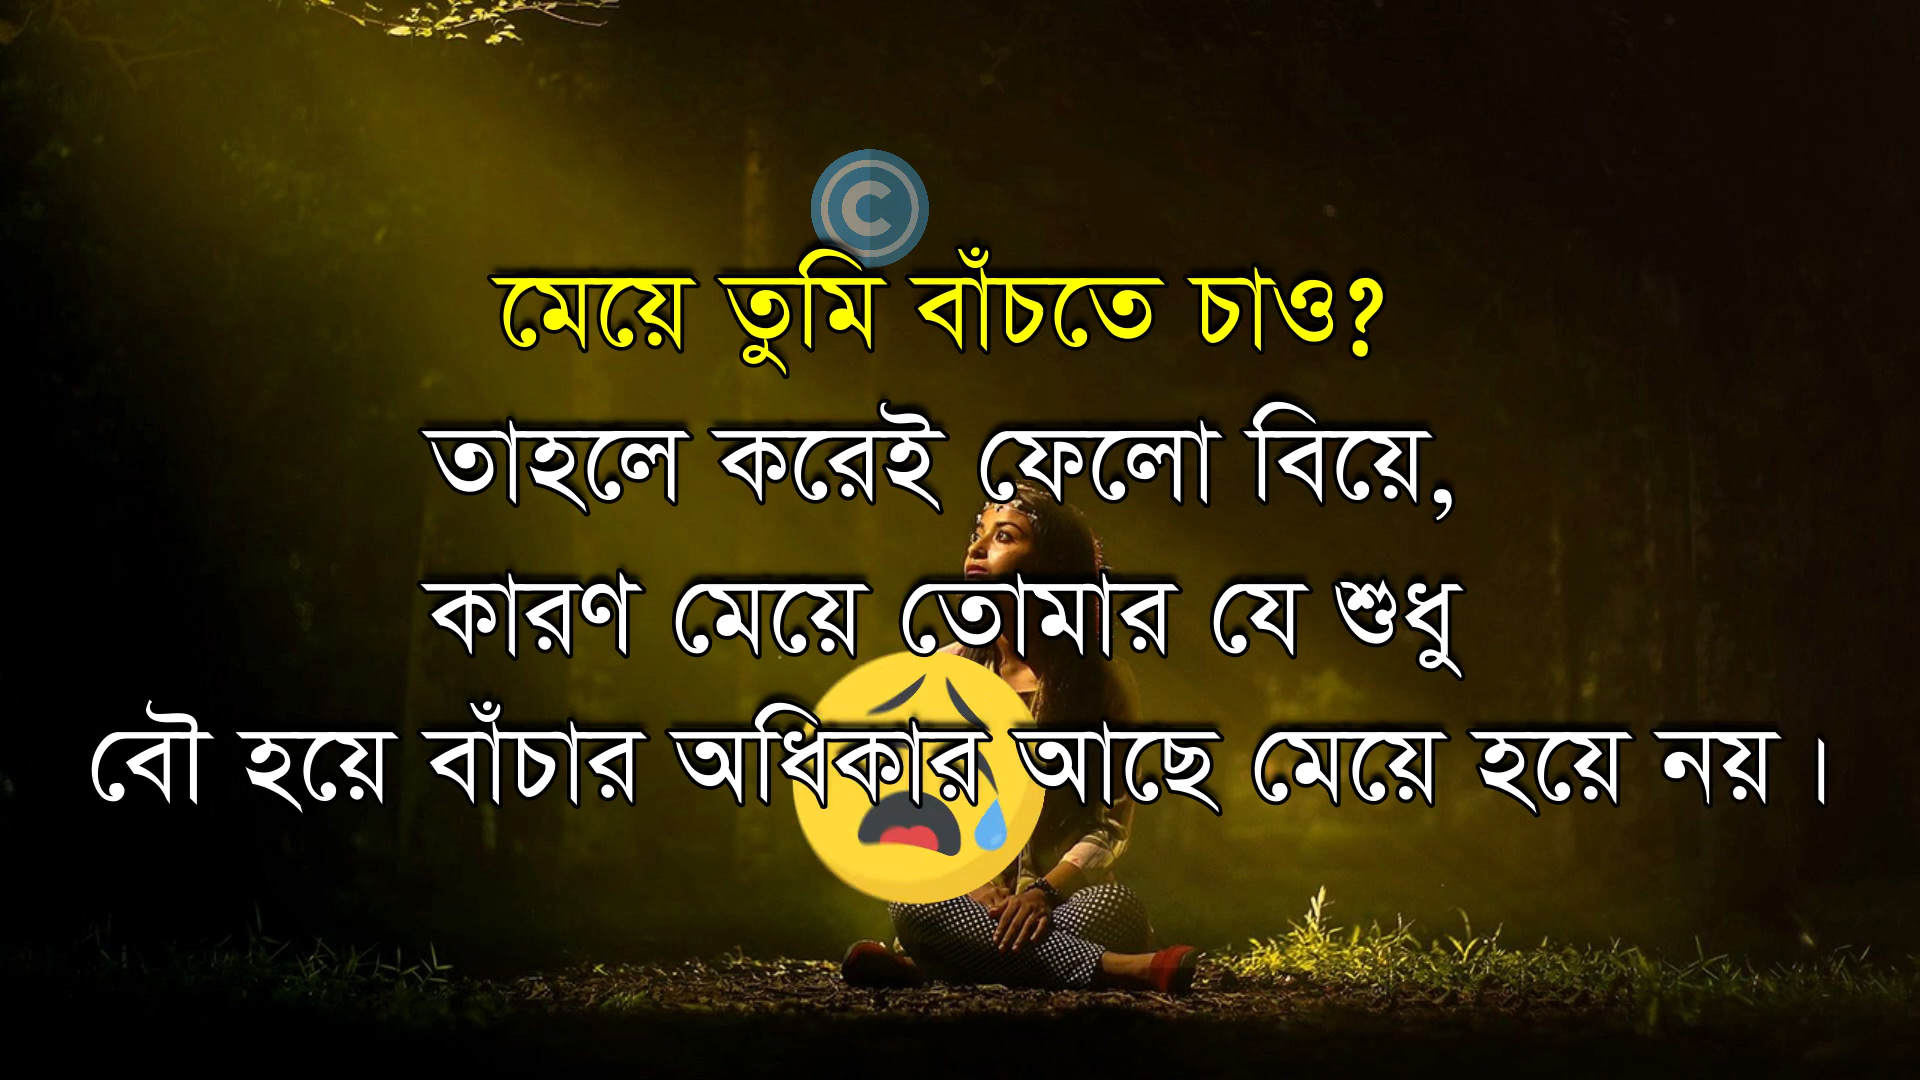 মেয়ে তুমি বাঁচতে চাও?
তাহলে করেই ফেলো বিয়ে,
কারণ মেয়ে তোমার যে শুধু
বৌ হয়ে বাঁচার অধিকার আছে মেয়ে হয়ে নয়।